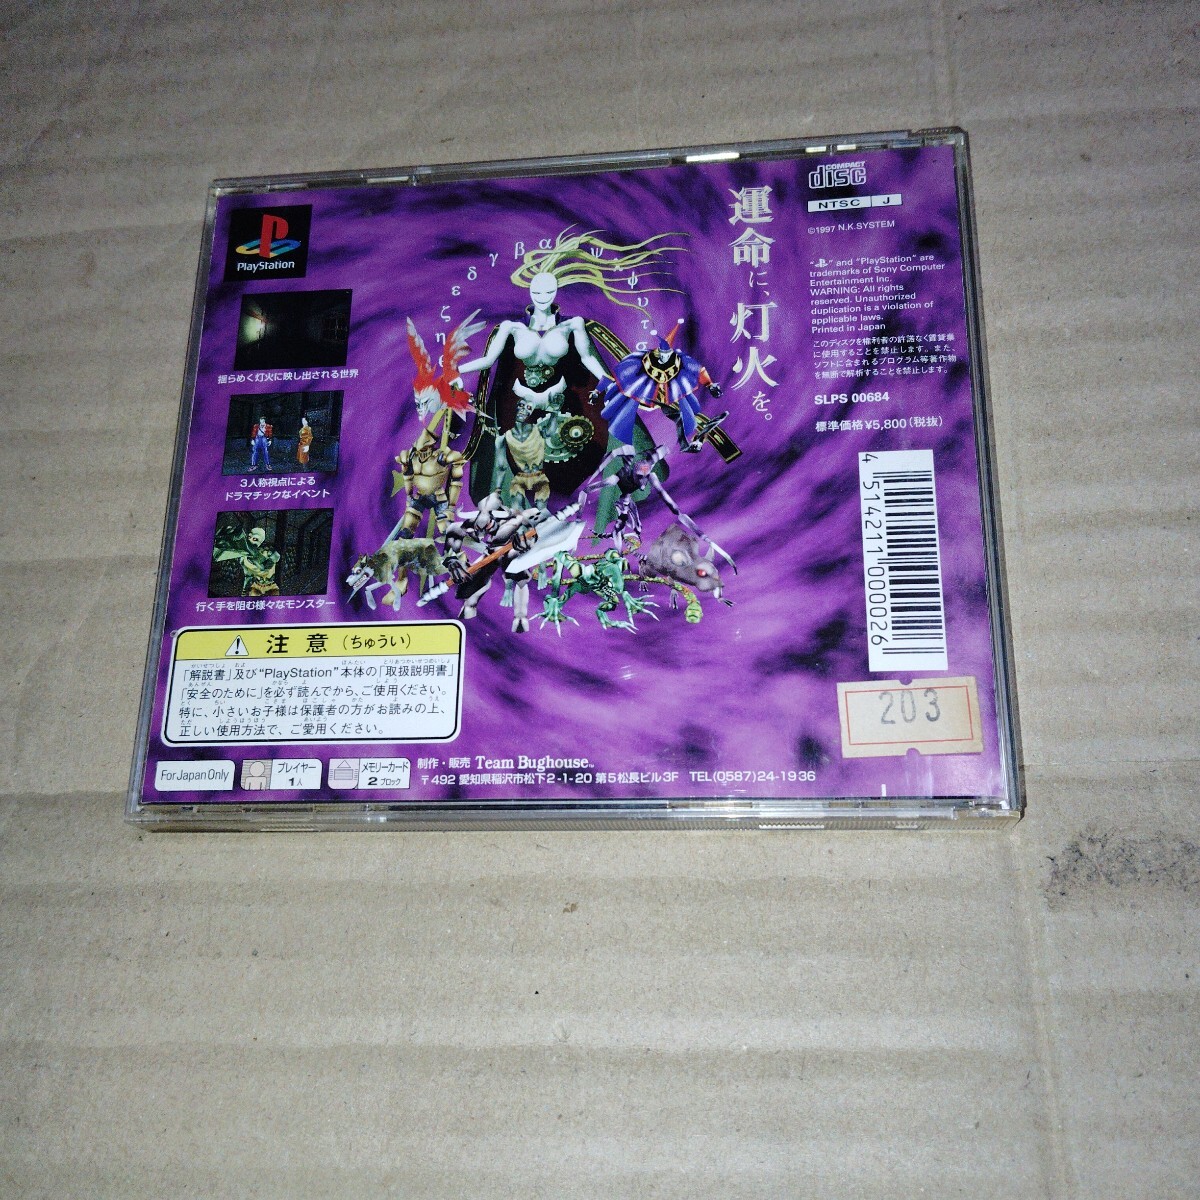 PlayStation
揺らめく灯火に映し出される世界
3人称視点による
ドラマチックなイベント
行く手を阻む様々なモンスター
η ζ ε δ γ β α ψ χ φ υ τ σ
運命に、灯火を。
COMPACT
disc
NTSC J
©1997 N.K.SYSTEM
" " and "PlayStation" are
trademarks of Sony Computer
Entertainment Inc.
WARNING: All rights
reserved. Unauthorized
duplication is a violation of
applicable laws.
Printed in Japan
このディスクを権利者の許諾なく賃貸業
に使用することを禁止します。また、
ソフトに含まれるプログラム等著作物
を無断で解析することを禁止します。
SLPS 00684
標準価格¥5,800(税抜)
4 514211 000026
203
注意(ちゅうい)
「解説書」及び"PlayStation"本体の「取扱説明書」
「安全のために」を必ず読んでから、ご使用ください。
特に、小さいお子様は保護者の方がお読みの上、
正しい使用方法で、ご愛用ください。
For Japan Only
プレイヤー
1人
メモリーカード
2ブロック
制作・販売 Team Bughouse™
〒492 愛知県稲沢市松下2-1-20 第5松長ビル3F TEL(0587)24-1936